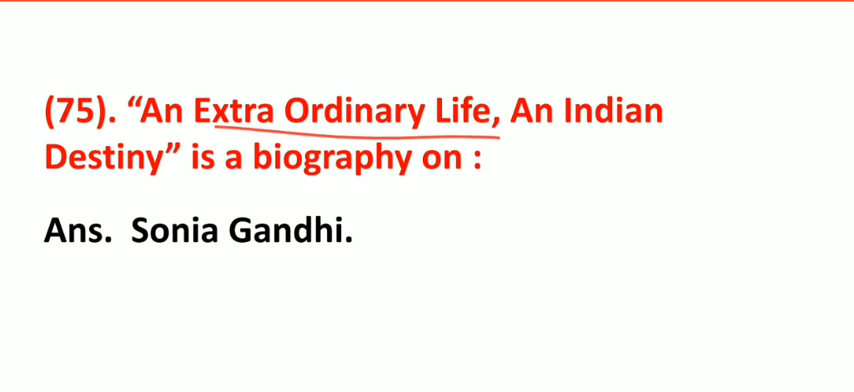 (75). “An Extra Ordinary Life, An Indian
Destiny” is a biography on :
Ans.  Sonia Gandhi.